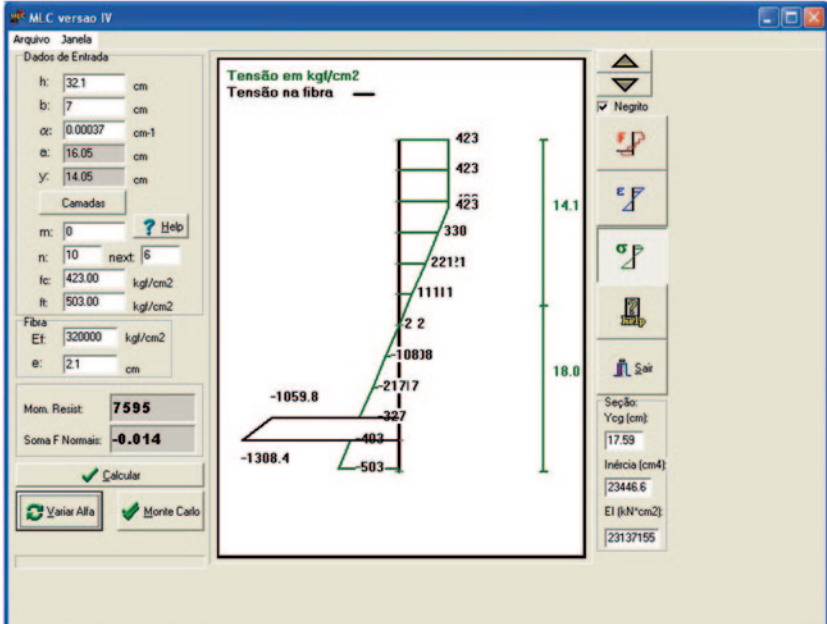 MLC versao IV
Arquivo Janela
Dados de Entrada
h: 32.1 cm
b: 7 cm
α: 0.00037 cm-1
a: 16.05 cm
y: 14.05 cm
Camadas
m: 0
? Help
n: 10 next: 6
fc: 423.00 kgf/cm2
ft: 503.00 kgf/cm2
Fibra
Ef: 320000 kgf/cm2
e: 2.1 cm
Mom. Resist: 7595
Soma F Normais: -0.014
Calcular
Variar Alfa
Monte Carlo
Tensão em kgf/cm2
Tensão na fibra
423
423
423
330
-327
-403
-503
-1059.8
-1308.4
14.1
18.0
Negrito
F
ε
σ
help
Sair
Seção:
Ycg (cm):
17.59
Inércia (cm4):
23446.6
EI (kN*cm2):
23137155